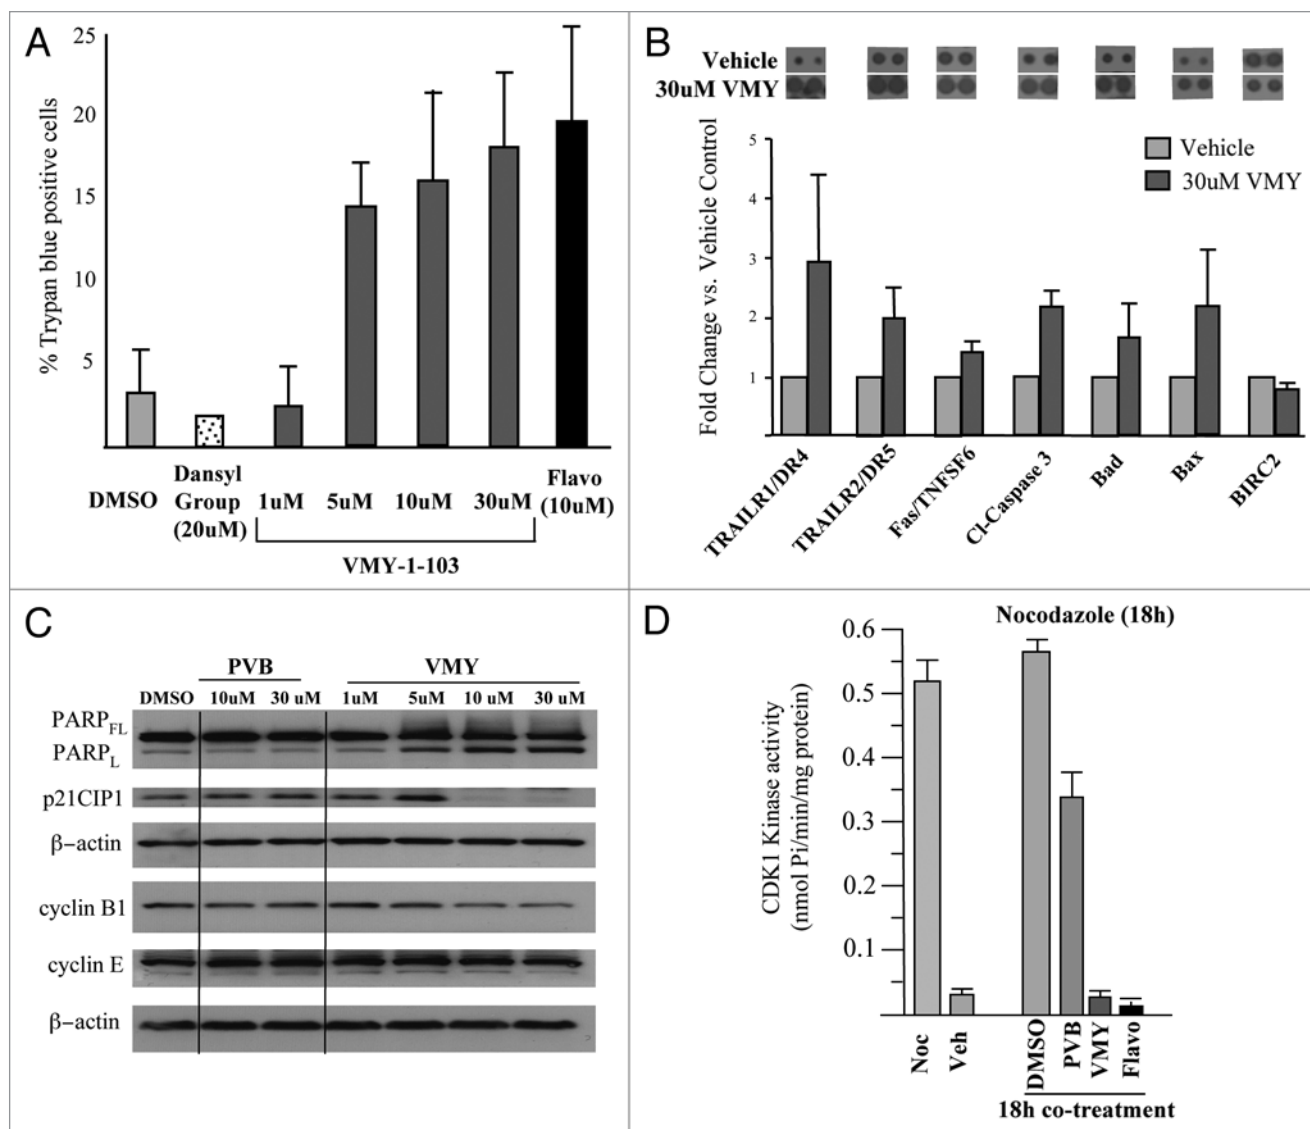 A
% Trypan blue positive cells
25
20
15
10
5
DMSO
Dansyl
Group
(20uM)
1uM
5uM
10uM
30uM
Flavo
(10uM)
VMY-1-103
B
Vehicle
30uM VMY
Fold Change vs. Vehicle Control
5
4
3
2
1
Vehicle
30uM VMY
TRAILR1/DR4
TRAILR2/DR5
Fas/TNFSF6
Cl-Caspase 3
Bad
Bax
BIRC2
C
PVB
VMY
DMSO
10uM
30 uM
1uM
5uM
10 uM
30 uM
PARPFL
PARPL
p21CIP1
β-actin
cyclin B1
cyclin E
β-actin
D
Nocodazole (18h)
CDK1 Kinase activity
(nmol Pi/min/mg protein)
0.6
0.5
0.4
0.3
0.2
0.1
Noc
Veh
DMSO
PVB
VMY
Flavo
18h co-treatment